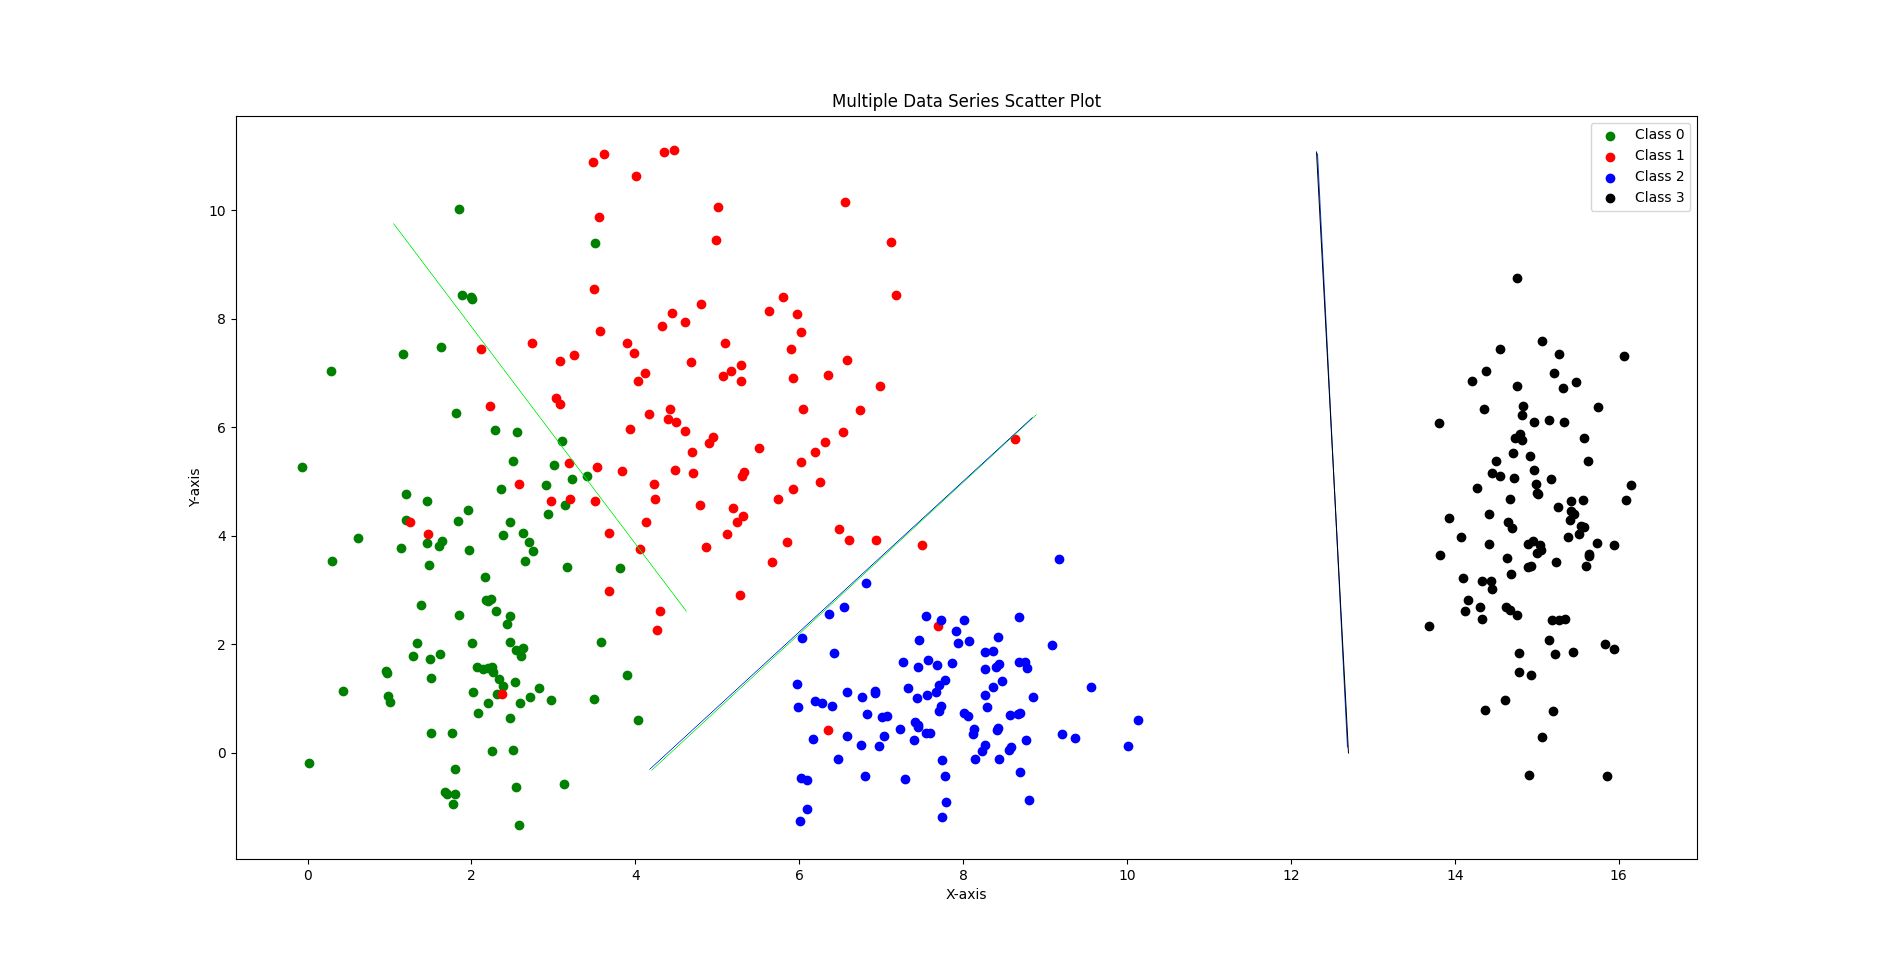 Multiple Data Series Scatter Plot
Class 0
Class 1
Class 2
Class 3
10
8
6
4
2
0
Y-axis
0 2 4 6 8 10 12 14 16
X-axis